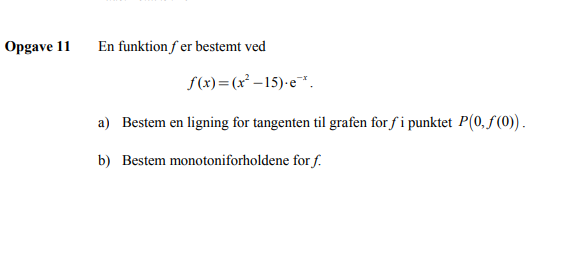 Opgave 11 En funktion f er bestemt ved
f(x) = (x² – 15)·e⁻ˣ.
a) Bestem en ligning for tangenten til grafen for f i punktet P(0, f(0)).
b) Bestem monotoniforholdene for f.